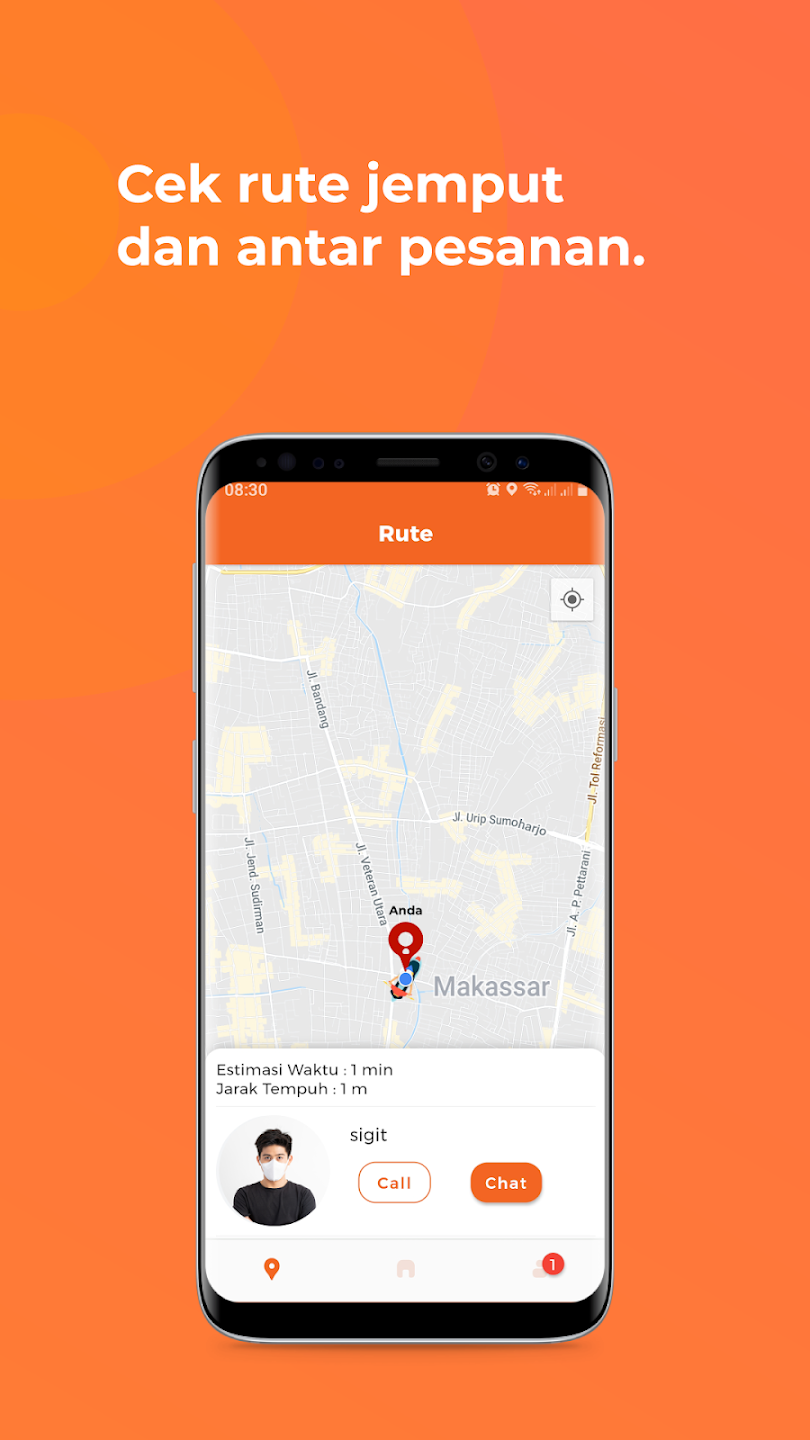 Cek rute jemput
dan antar pesanan.
08:30
Rute
Jl. Bandang
Jl. Tol Reformasi
Jl. Urip Sumoharjo
Jl. Jend. Sudirman
Jl. Veteran Utara
Jl. A. P. Pettarani
Anda
Makassar
Estimasi Waktu : 1 min
Jarak Tempuh : 1 m
sigit
Call
Chat
1